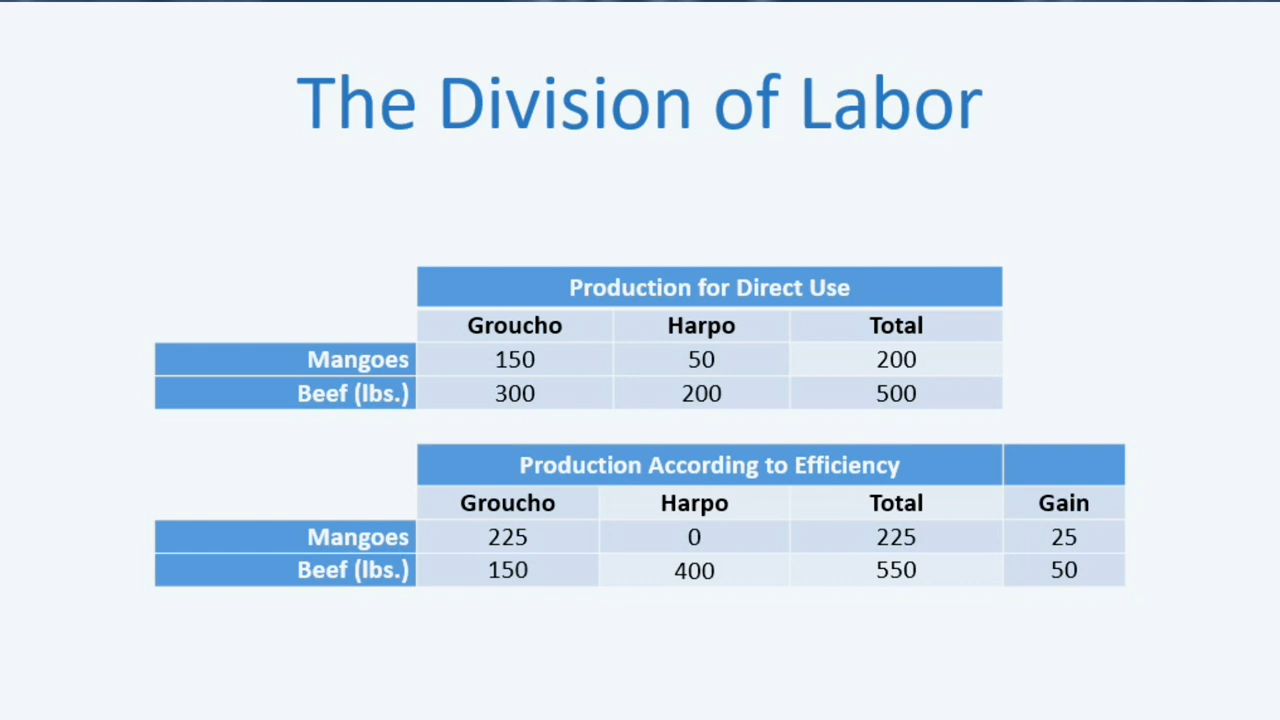 The Division of Labor
Production for Direct Use
Groucho Harpo Total
Mangoes 150 50 200
Beef (lbs.) 300 200 500
Production According to Efficiency
Groucho Harpo Total Gain
Mangoes 225 0 225 25
Beef (lbs.) 150 400 550 50